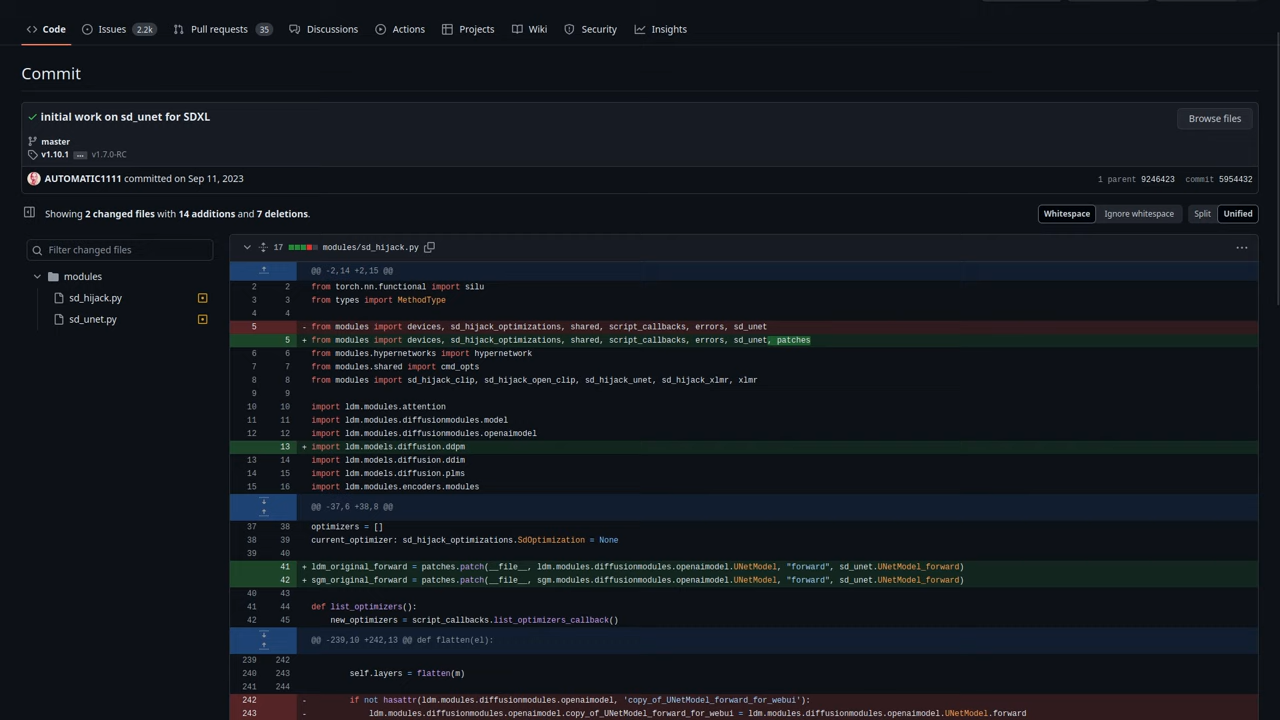 Code Issues 2.2k Pull requests 35 Discussions Actions Projects Wiki Security Insights
Commit
initial work on sd_unet for SDXL
Browse files
master
v1.10.1 ... v1.7.0-RC
AUTOMATIC1111 committed on Sep 11, 2023
1 parent 9246423 commit 5954432
Showing 2 changed files with 14 additions and 7 deletions.
Whitespace Ignore whitespace Split Unified
Filter changed files
modules
sd_hijack.py
sd_unet.py
17 modules/sd_hijack.py
@@ -2,14 +2,15 @@
2 2 from torch.nn.functional import silu
3 3 from types import MethodType
4 4
5 - from modules import devices, sd_hijack_optimizations, shared, script_callbacks, errors, sd_unet
5 + from modules import devices, sd_hijack_optimizations, shared, script_callbacks, errors, sd_unet, patches
6 6 from modules.hypernetworks import hypernetwork
7 7 from modules.shared import cmd_opts
8 8 from modules import sd_hijack_clip, sd_hijack_open_clip, sd_hijack_unet, sd_hijack_xlmr, xlmr
9 9
10 10 import ldm.modules.attention
11 11 import ldm.modules.diffusionmodules.model
12 12 import ldm.modules.diffusionmodules.openaimodel
13 + import ldm.models.diffusion.ddpm
13 14 import ldm.models.diffusion.ddim
14 15 import ldm.models.diffusion.plms
15 16 import ldm.modules.encoders.modules
@@ -37,6 +38,8 @@
37 38 optimizers = []
38 39 current_optimizer: sd_hijack_optimizations.SdOptimization = None
39 40
41 + ldm_original_forward = patches.patch(__file__, ldm.modules.diffusionmodules.openaimodel.UNetModel, "forward", sd_unet.UNetModel_forward)
42 + sgm_original_forward = patches.patch(__file__, sgm.modules.diffusionmodules.openaimodel.UNetModel, "forward", sd_unet.UNetModel_forward)
40 43
41 44 def list_optimizers():
42 45 new_optimizers = script_callbacks.list_optimizers_callback()
@@ -239,10 +242,13 @@ def flatten(el):
239 242
240 243 self.layers = flatten(m)
241 244
242 - if not hasattr(ldm.modules.diffusionmodules.openaimodel, 'copy_of_UNetModel_forward_for_webui'):
243 - ldm.modules.diffusionmodules.openaimodel.copy_of_UNetModel_forward_for_webui = ldm.modules.diffusionmodules.openaimodel.UNetModel.forward